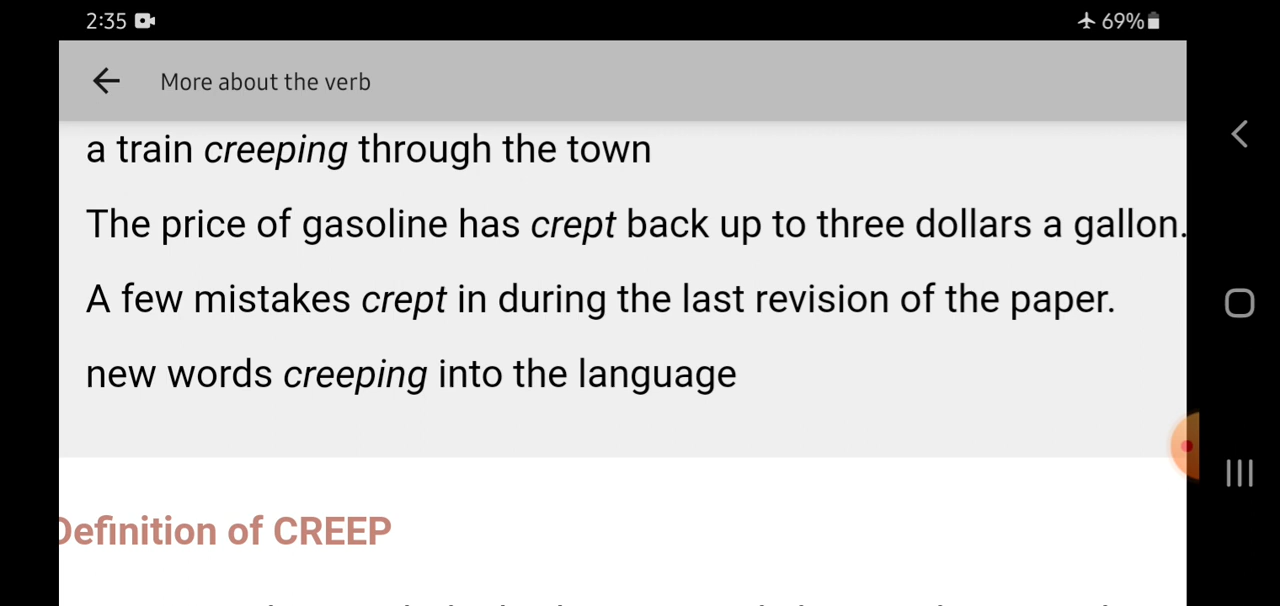 2:35 69%
More about the verb
a train creeping through the town
The price of gasoline has crept back up to three dollars a gallon.
A few mistakes crept in during the last revision of the paper.
new words creeping into the language
Definition of CREEP